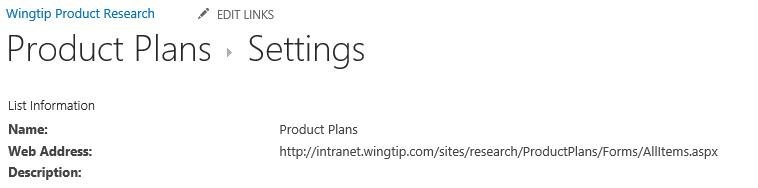 Wingtip Product Research EDIT LINKS
Product Plans ▸ Settings
List Information
Name: Product Plans
Web Address: http://intranet.wingtip.com/sites/research/ProductPlans/Forms/AllItems.aspx
Description: